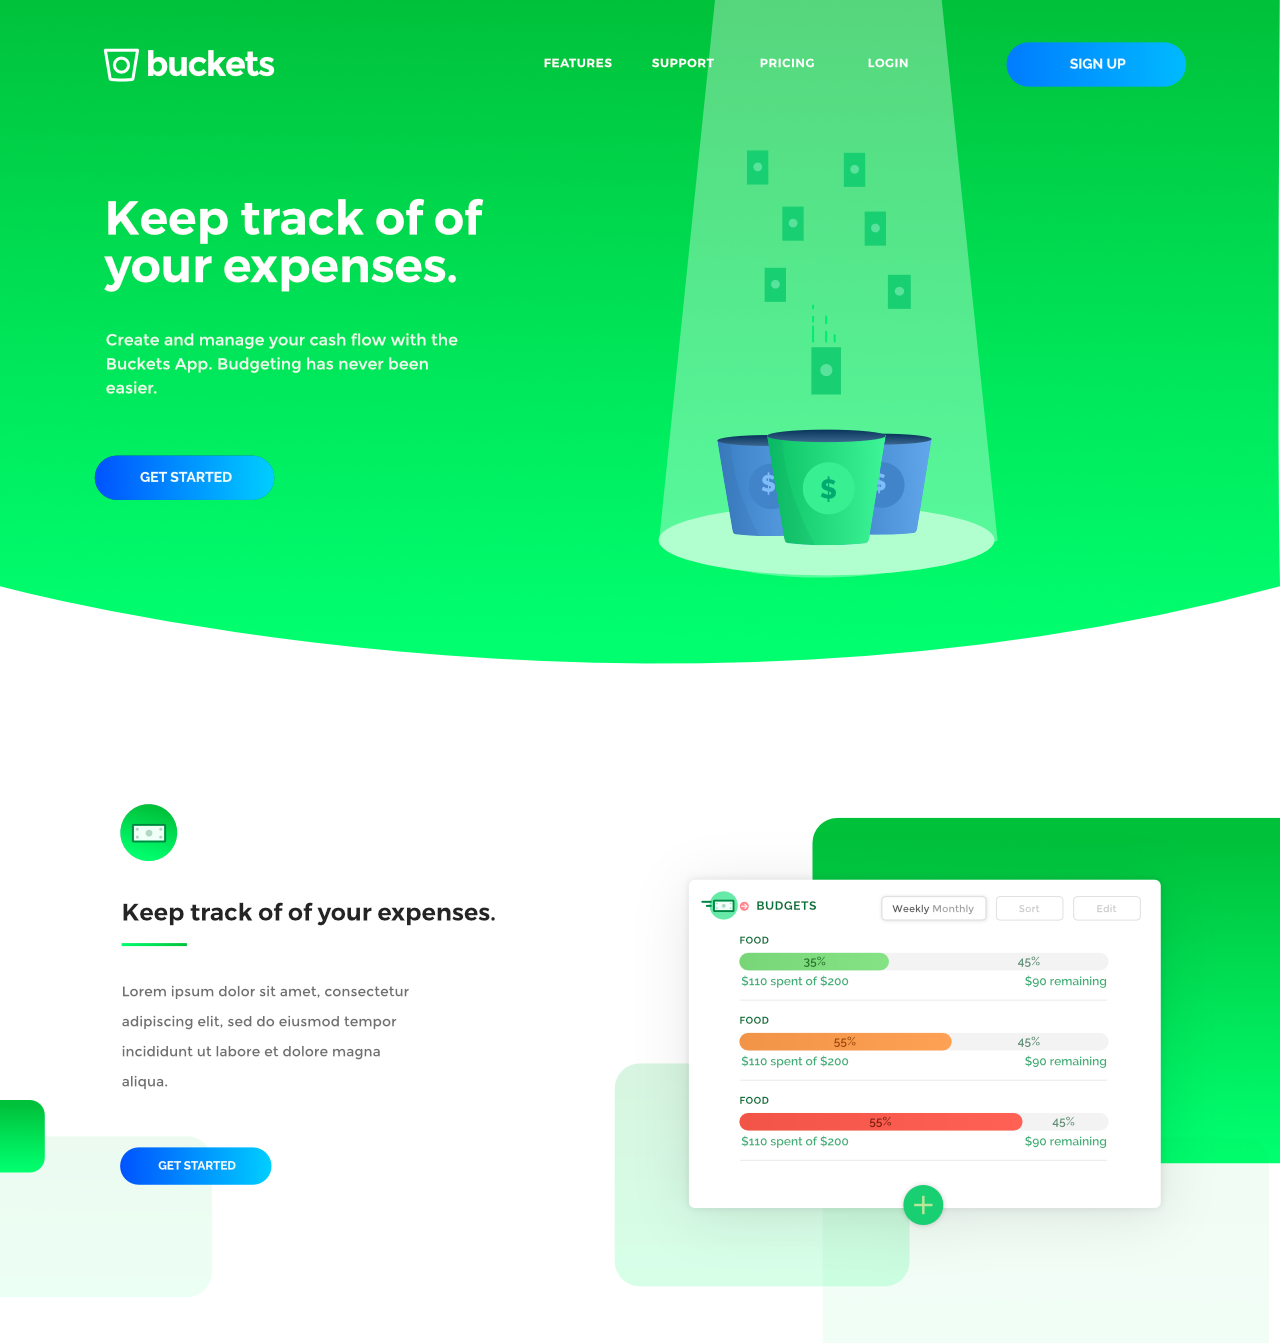 buckets
FEATURES SUPPORT PRICING LOGIN SIGN UP
Keep track of of
your expenses.
Create and manage your cash flow with the
Buckets App. Budgeting has never been
easier.
GET STARTED
$ $ $
Keep track of of your expenses.
Lorem ipsum dolor sit amet, consectetur
adipiscing elit, sed do eiusmod tempor
incididunt ut labore et dolore magna
aliqua.
GET STARTED
BUDGETS Weekly Monthly Sort Edit
FOOD
35% 45%
$110 spent of $200 $90 remaining
FOOD
55% 45%
$110 spent of $200 $90 remaining
FOOD
55% 45%
$110 spent of $200 $90 remaining